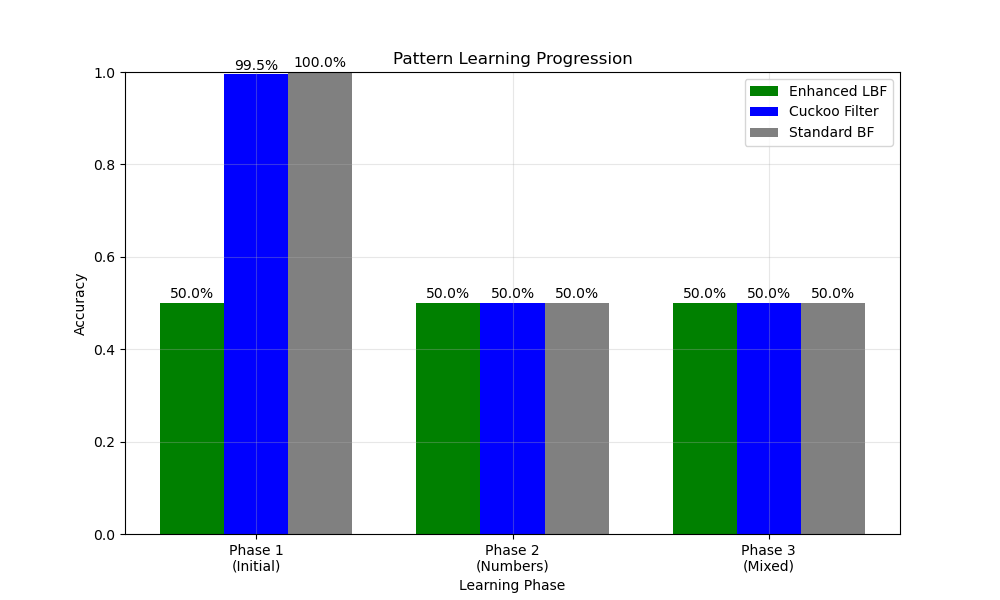 Pattern Learning Progression
99.5%
100.0%
50.0%
50.0%
50.0%
50.0%
50.0%
50.0%
50.0%
Enhanced LBF
Cuckoo Filter
Standard BF
1.0
0.8
0.6
0.4
0.2
0.0
Accuracy
Phase 1
(Initial)
Phase 2
(Numbers)
Phase 3
(Mixed)
Learning Phase